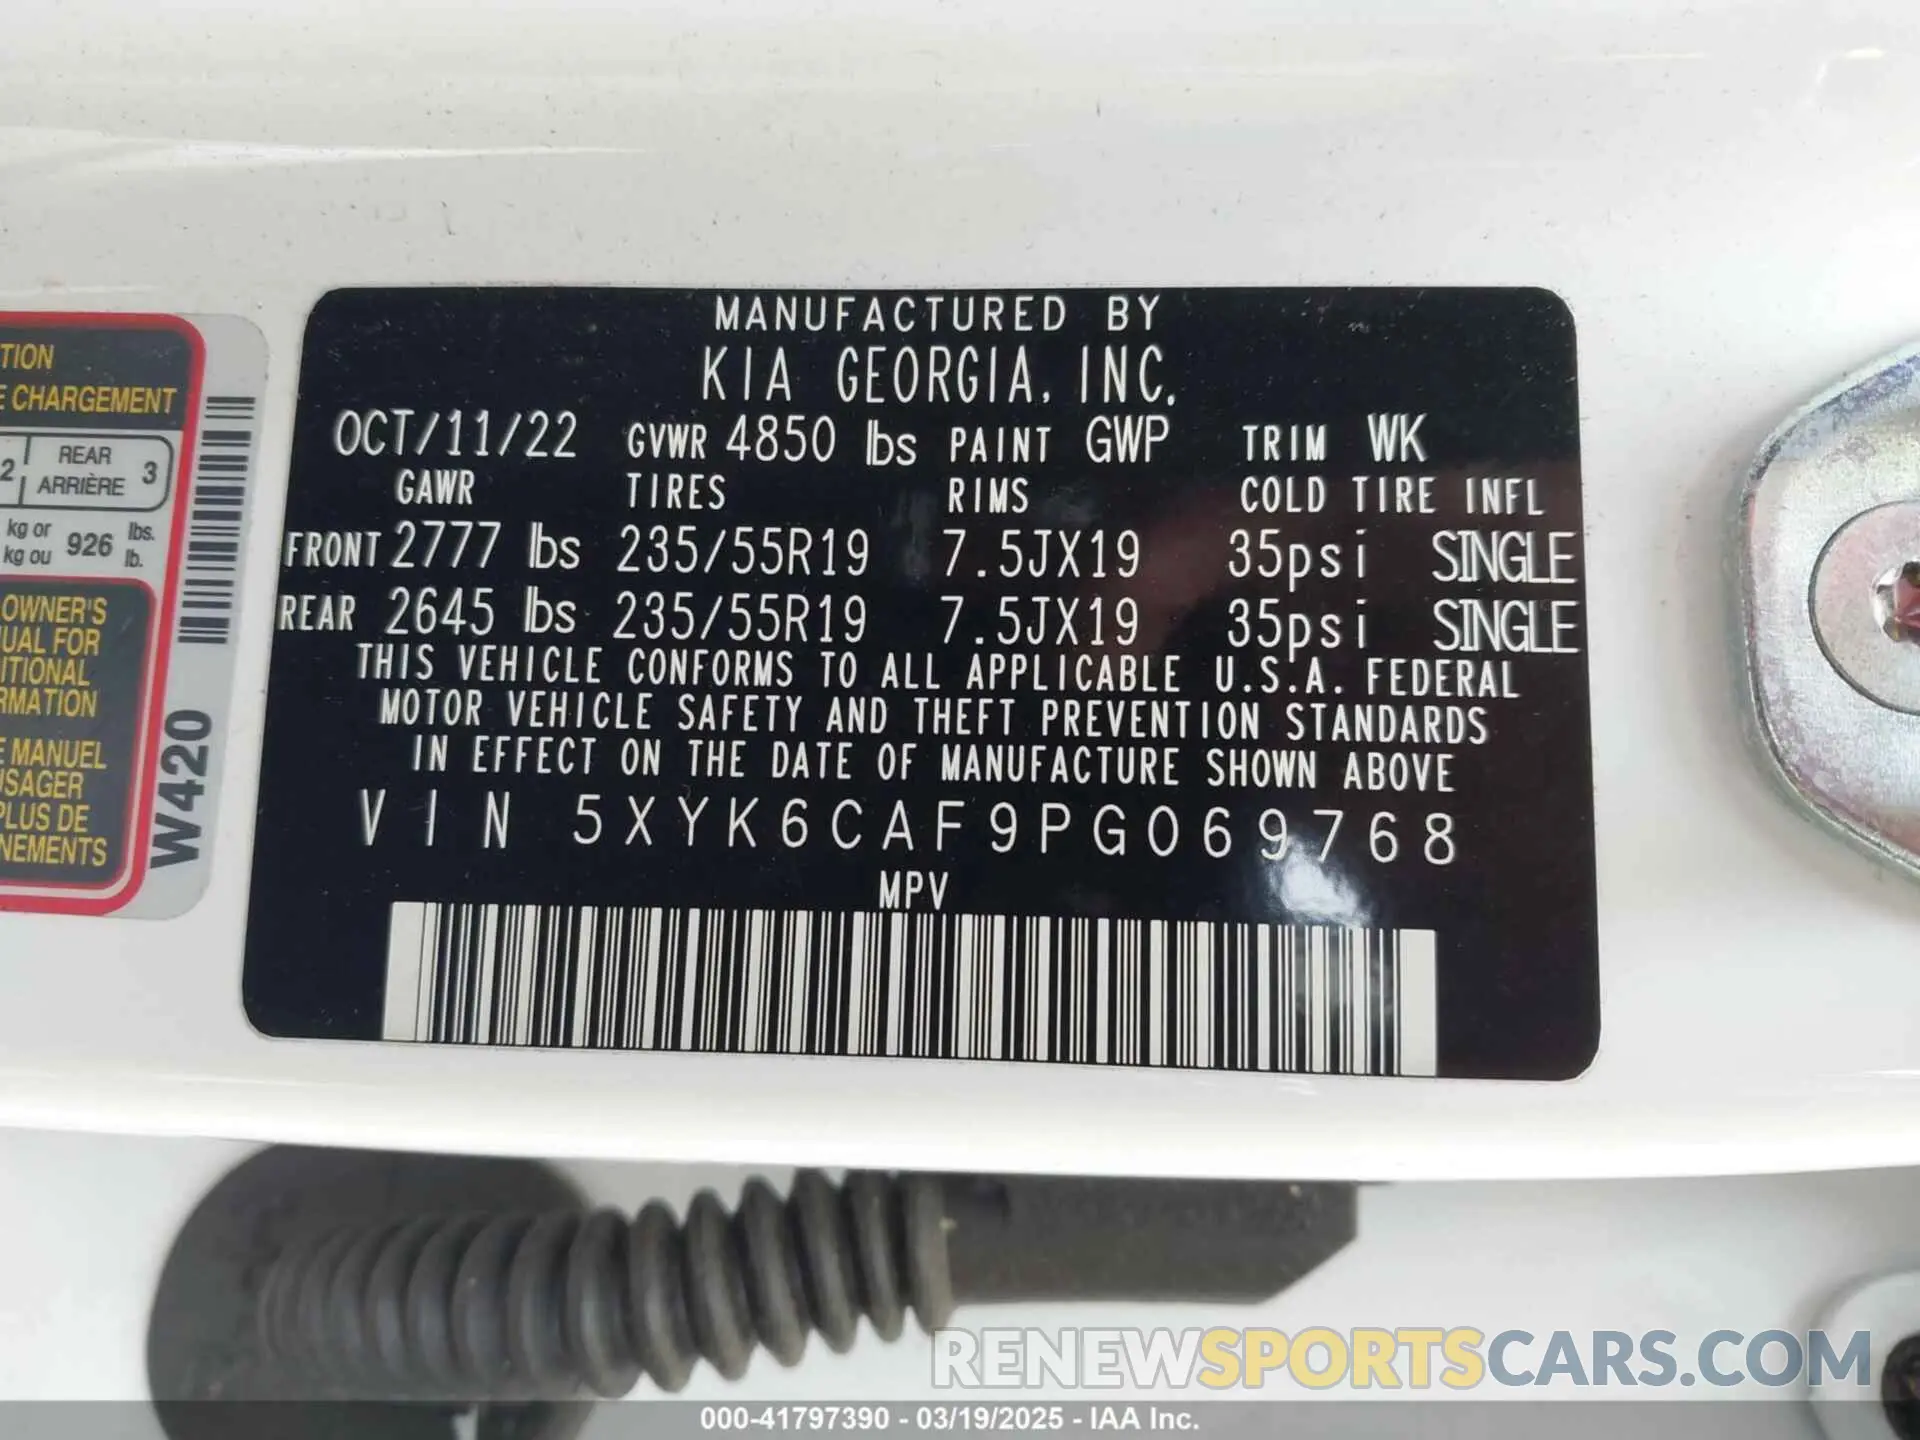 MANUFACTURED BY
KIA GEORGIA, INC.
OCT/11/22 GVWR 4850 lbs PAINT GWP TRIM WK
GAWR TIRES RIMS COLD TIRE INFL
FRONT 2777 lbs 235/55R19 7.5JX19 35psi SINGLE
REAR 2645 lbs 235/55R19 7.5JX19 35psi SINGLE
THIS VEHICLE CONFORMS TO ALL APPLICABLE U.S.A. FEDERAL
MOTOR VEHICLE SAFETY AND THEFT PREVENTION STANDARDS
IN EFFECT ON THE DATE OF MANUFACTURE SHOWN ABOVE
VIN 5XYK6CAF9PG069768
MPV
TION
E CHARGEMENT
2 REAR 3
ARRIÈRE
kg or 926 lbs.
kg ou lb.
OWNER'S
UAL FOR
ITIONAL
RMATION
E MANUEL
USAGER
PLUS DE
NEMENTS
W420
RENEWSPORTSCARS.COM
000-41797390 - 03/19/2025 - IAA Inc.